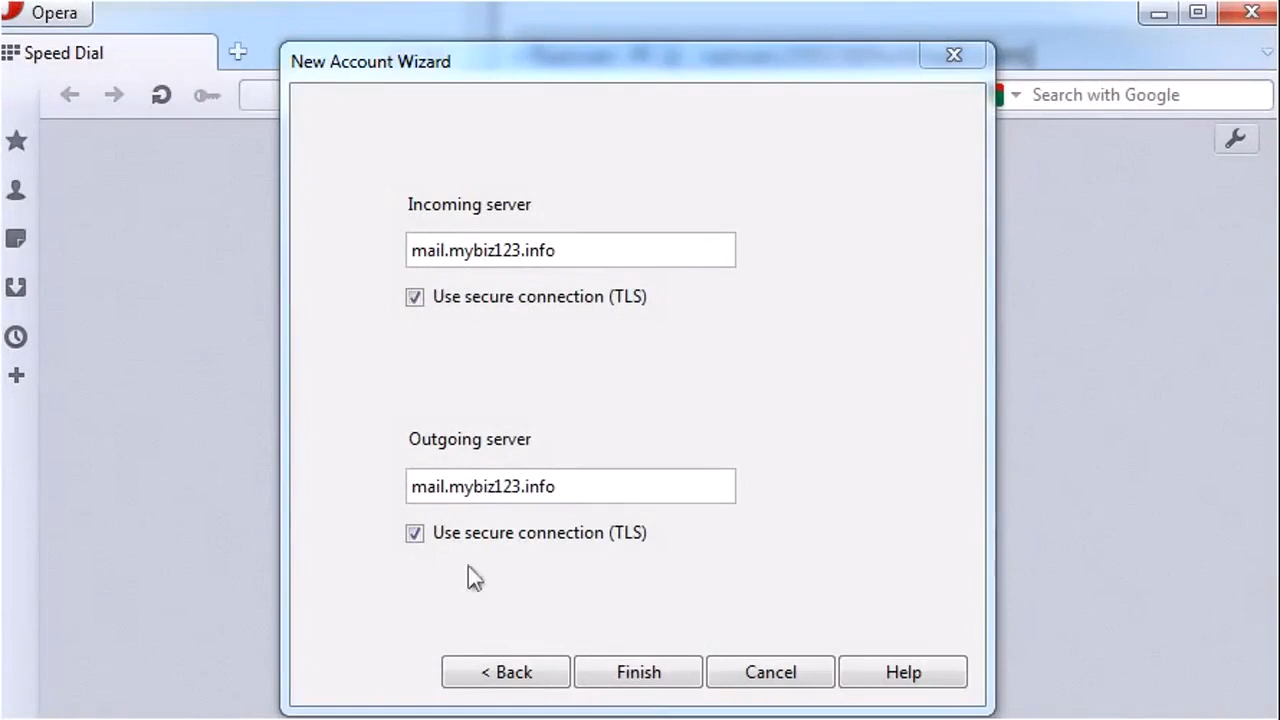 Opera
Speed Dial
New Account Wizard
Search with Google
Incoming server
mail.mybiz123.info
Use secure connection (TLS)
Outgoing server
mail.mybiz123.info
Use secure connection (TLS)
< Back
Finish
Cancel
Help